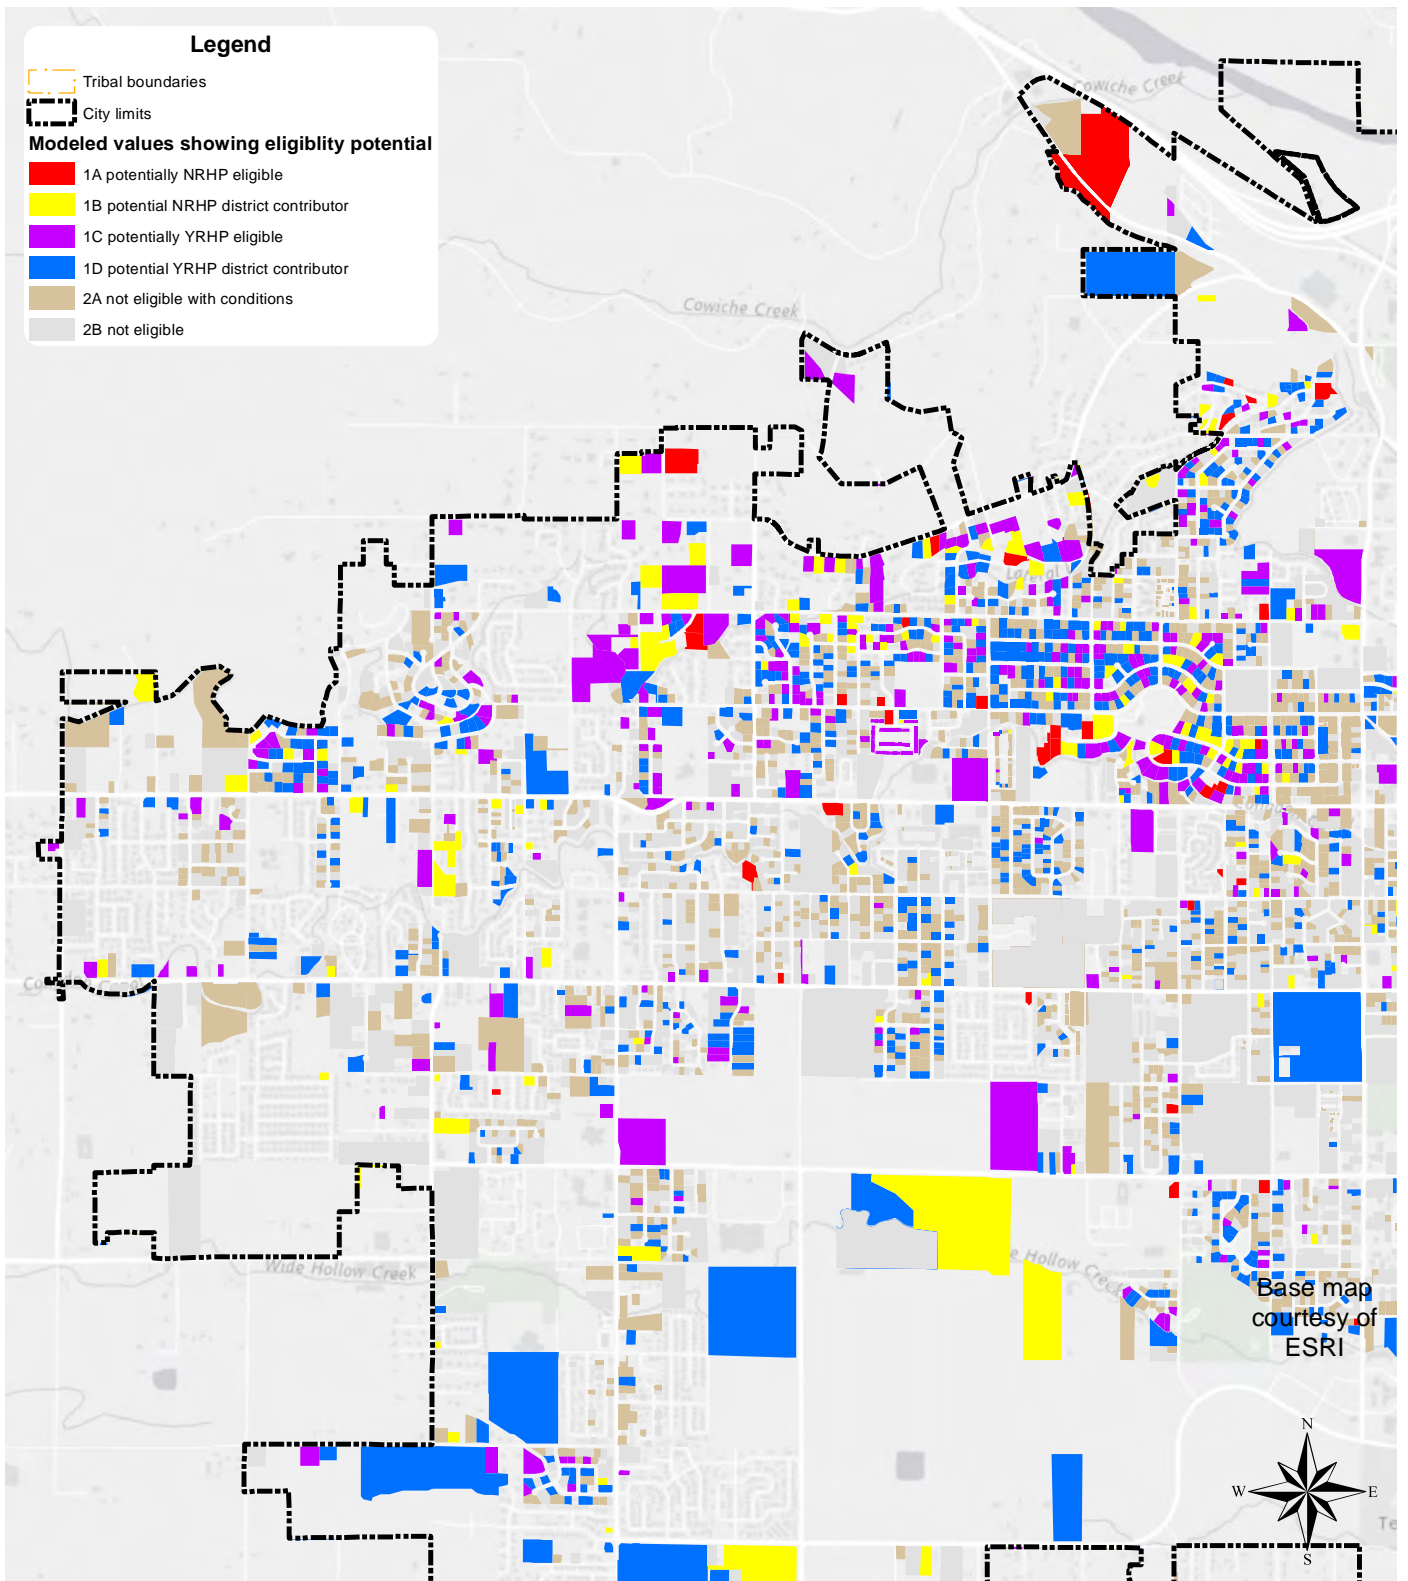 Legend
Tribal boundaries
City limits
Modeled values showing eligiblity potential
1A potentially NRHP eligible
1B potential NRHP district contributor
1C potentially YRHP eligible
1D potential YRHP district contributor
2A not eligible with conditions
2B not eligible
Cowiche Creek
Cowiche Creek
Wide Hollow Creek
e Hollow Creek
Base map
courtesy of
ESRI
N
W
E
S
Te